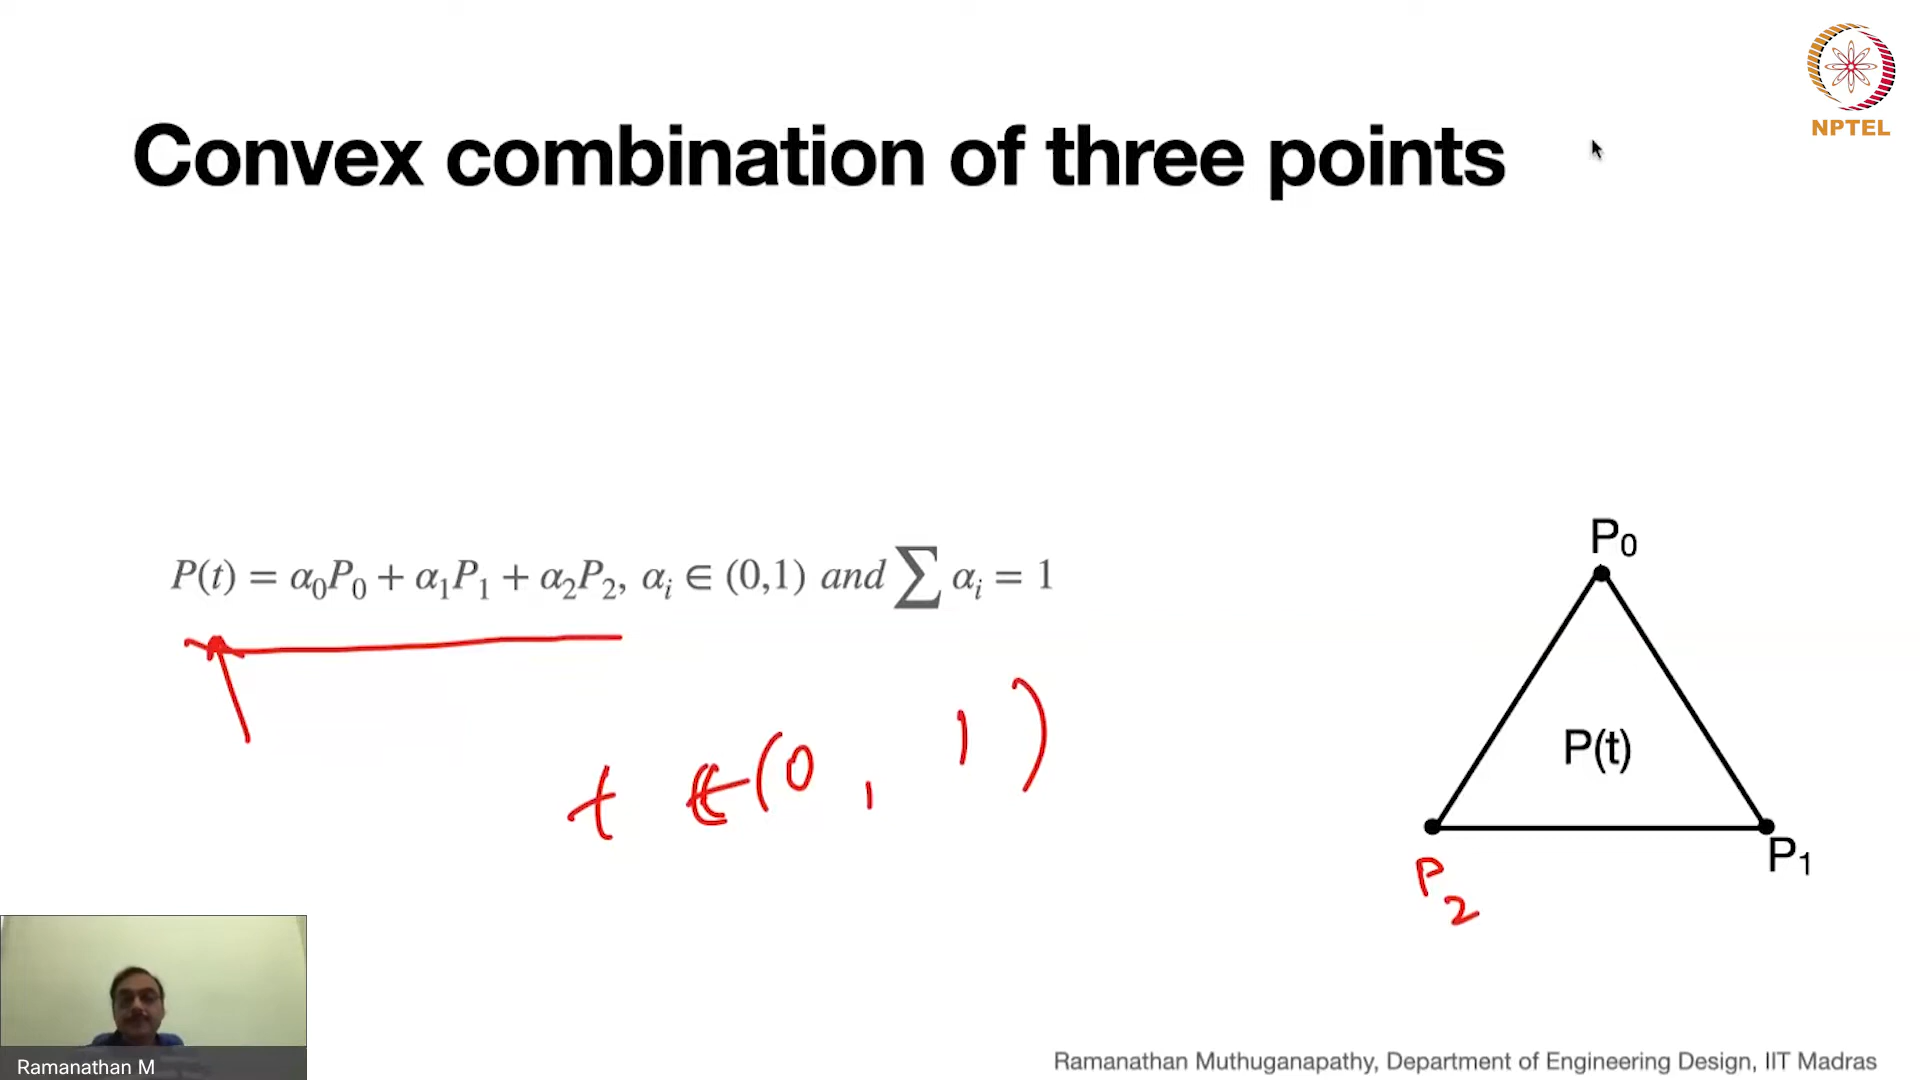 NPTEL
Convex combination of three points
P(t) = α₀P₀ + α₁P₁ + α₂P₂, αᵢ ∈ (0,1) and ∑ αᵢ = 1
t ∈ (0, 1)
P₀
P(t)
P₁
P₂
Ramanathan M
Ramanathan Muthuganapathy, Department of Engineering Design, IIT Madras